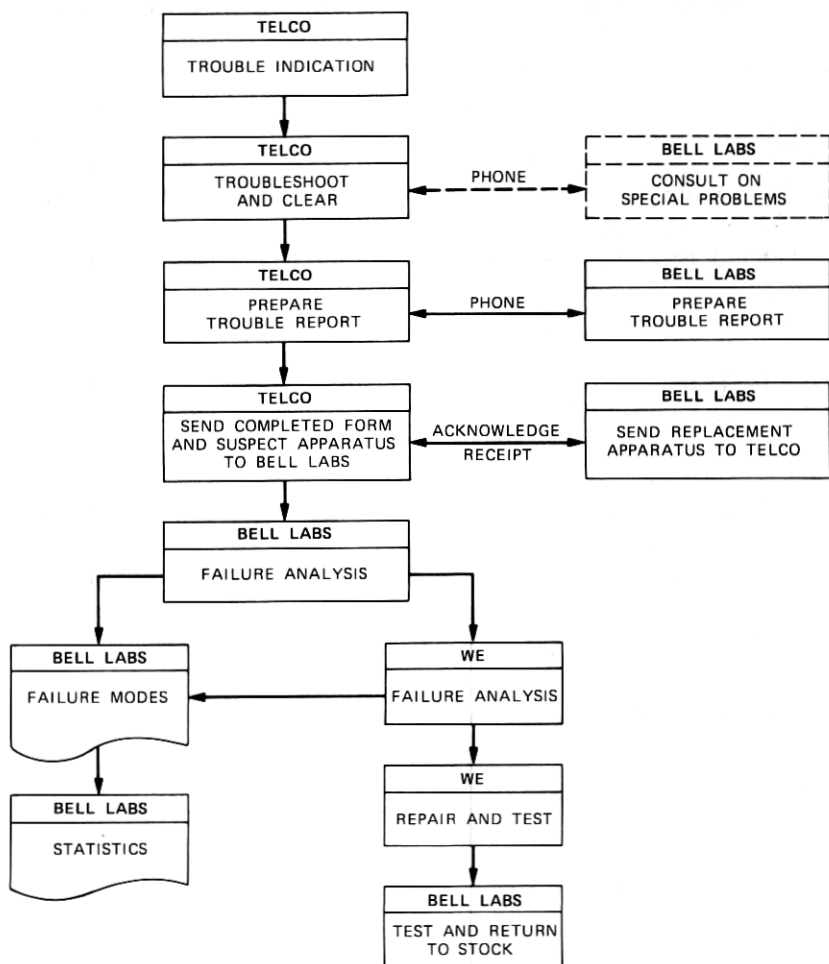 TELCO
TROUBLE INDICATION
TELCO
TROUBLESHOOT
AND CLEAR
PHONE
BELL LABS
CONSULT ON
SPECIAL PROBLEMS
TELCO
PREPARE
TROUBLE REPORT
PHONE
BELL LABS
PREPARE
TROUBLE REPORT
TELCO
SEND COMPLETED FORM
AND SUSPECT APPARATUS
TO BELL LABS
ACKNOWLEDGE
RECEIPT
BELL LABS
SEND REPLACEMENT
APPARATUS TO TELCO
BELL LABS
FAILURE ANALYSIS
BELL LABS
FAILURE MODES
WE
FAILURE ANALYSIS
BELL LABS
STATISTICS
WE
REPAIR AND TEST
BELL LABS
TEST AND RETURN
TO STOCK